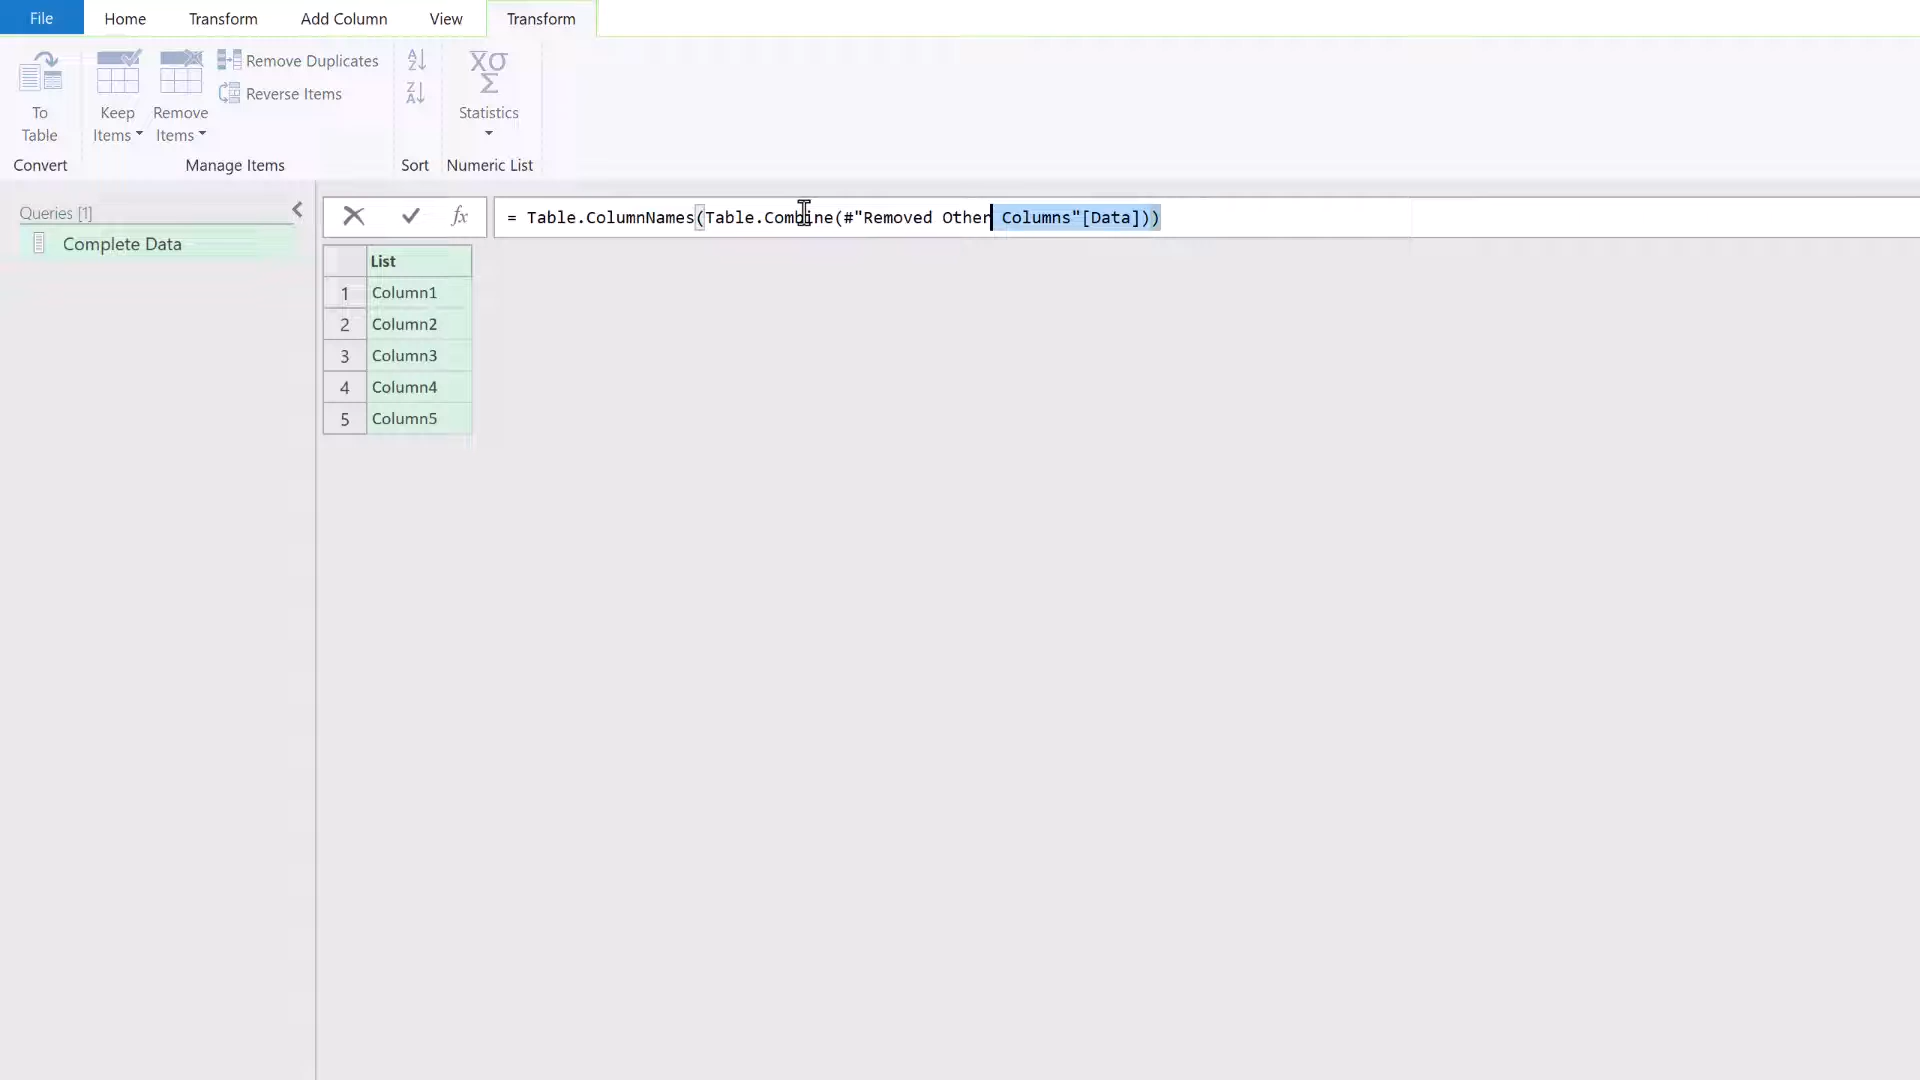 File Home Transform Add Column View Transform
To Table
Keep Items
Remove Items
Remove Duplicates
Reverse Items
A Z
Z A
Χσ Σ
Statistics
Convert Manage Items Sort Numeric List
Queries [1]
Complete Data
fx
= Table.ColumnNames(Table.Combine(#"Removed Other Columns"[Data]))
List
1 Column1
2 Column2
3 Column3
4 Column4
5 Column5